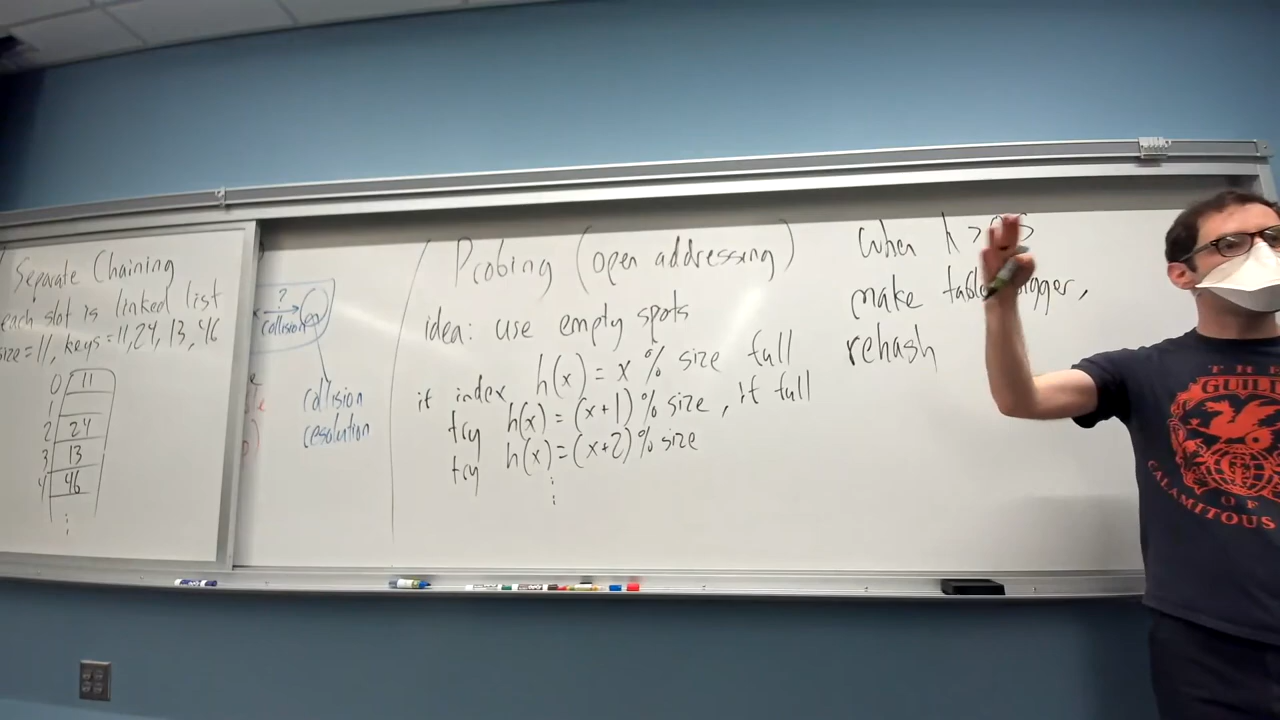 Separate Chaining
each slot is linked list
size=11, keys=11,24,13,46
0 11
1
2 24
3 13
4 46
?
collision
collision
resolution
Probing (open addressing)
idea: use empty spots
h(x) = x % size full
if index
try h(x) = (x+1) % size, if full
try h(x) = (x+2) % size
when λ >
make table bigger,
rehash
THE
GUILD
OF
CALAMITOUS